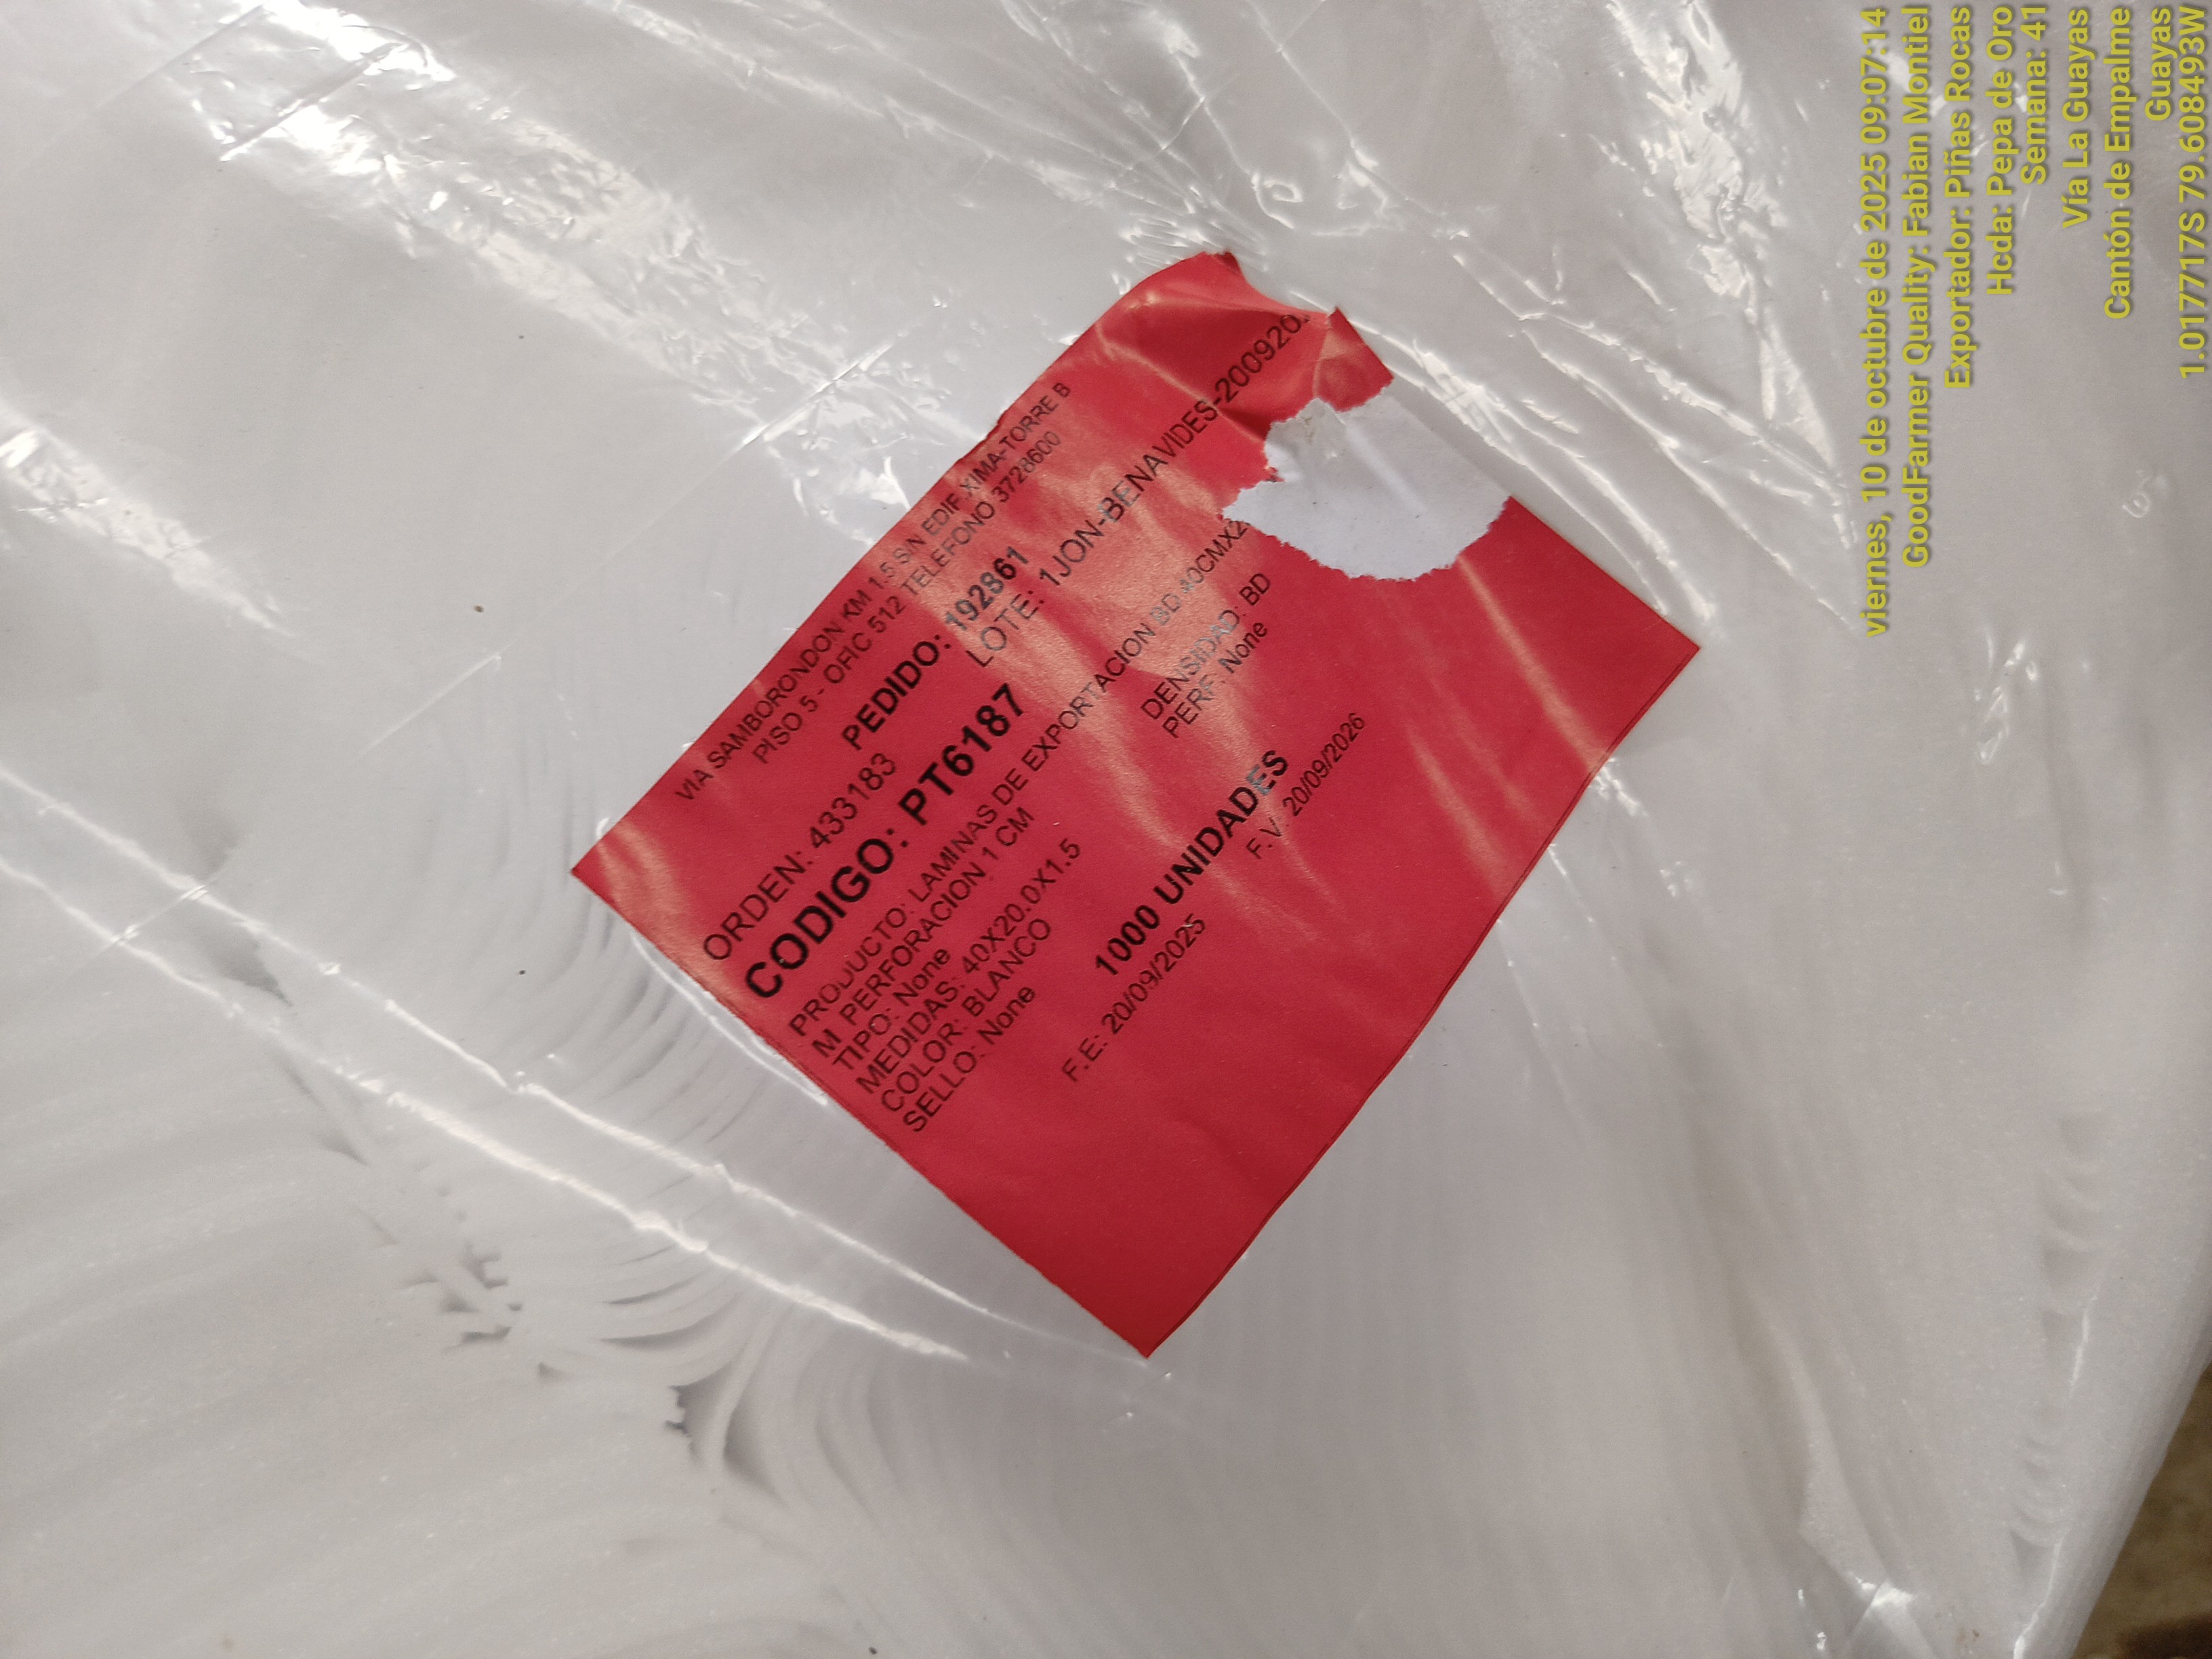 VIA SAMBORONDON KM 1.5 S/N EDIF XIMA-TORRE B
PISO 5 - OFIC 512 TELEFONO 3728600
PEDIDO: 192861
ORDEN: 433183 LOTE: 1JON-BENAVIDES-200920
CODIGO: PT6187
PRODUCTO: LAMINAS DE EXPORTACION BD 40CMX2
M PERFORACION 1 CM
TIPO: None DENSIDAD: BD
MEDIDAS: 40X20.0X1.5 PERF: None
COLOR: BLANCO
SELLO: None
1000 UNIDADES
F.E: 20/09/2025 F.V: 20/09/2026
viernes, 10 de octubre de 2025 09:07:14
GoodFarmer Quality: Fabian Montiel
Exportador: Piñas Rocas
Hcda: Pepa de Oro
Semana: 41
Vía La Guayas
Cantón de Empalme
Guayas
1.017717S 79.608493W